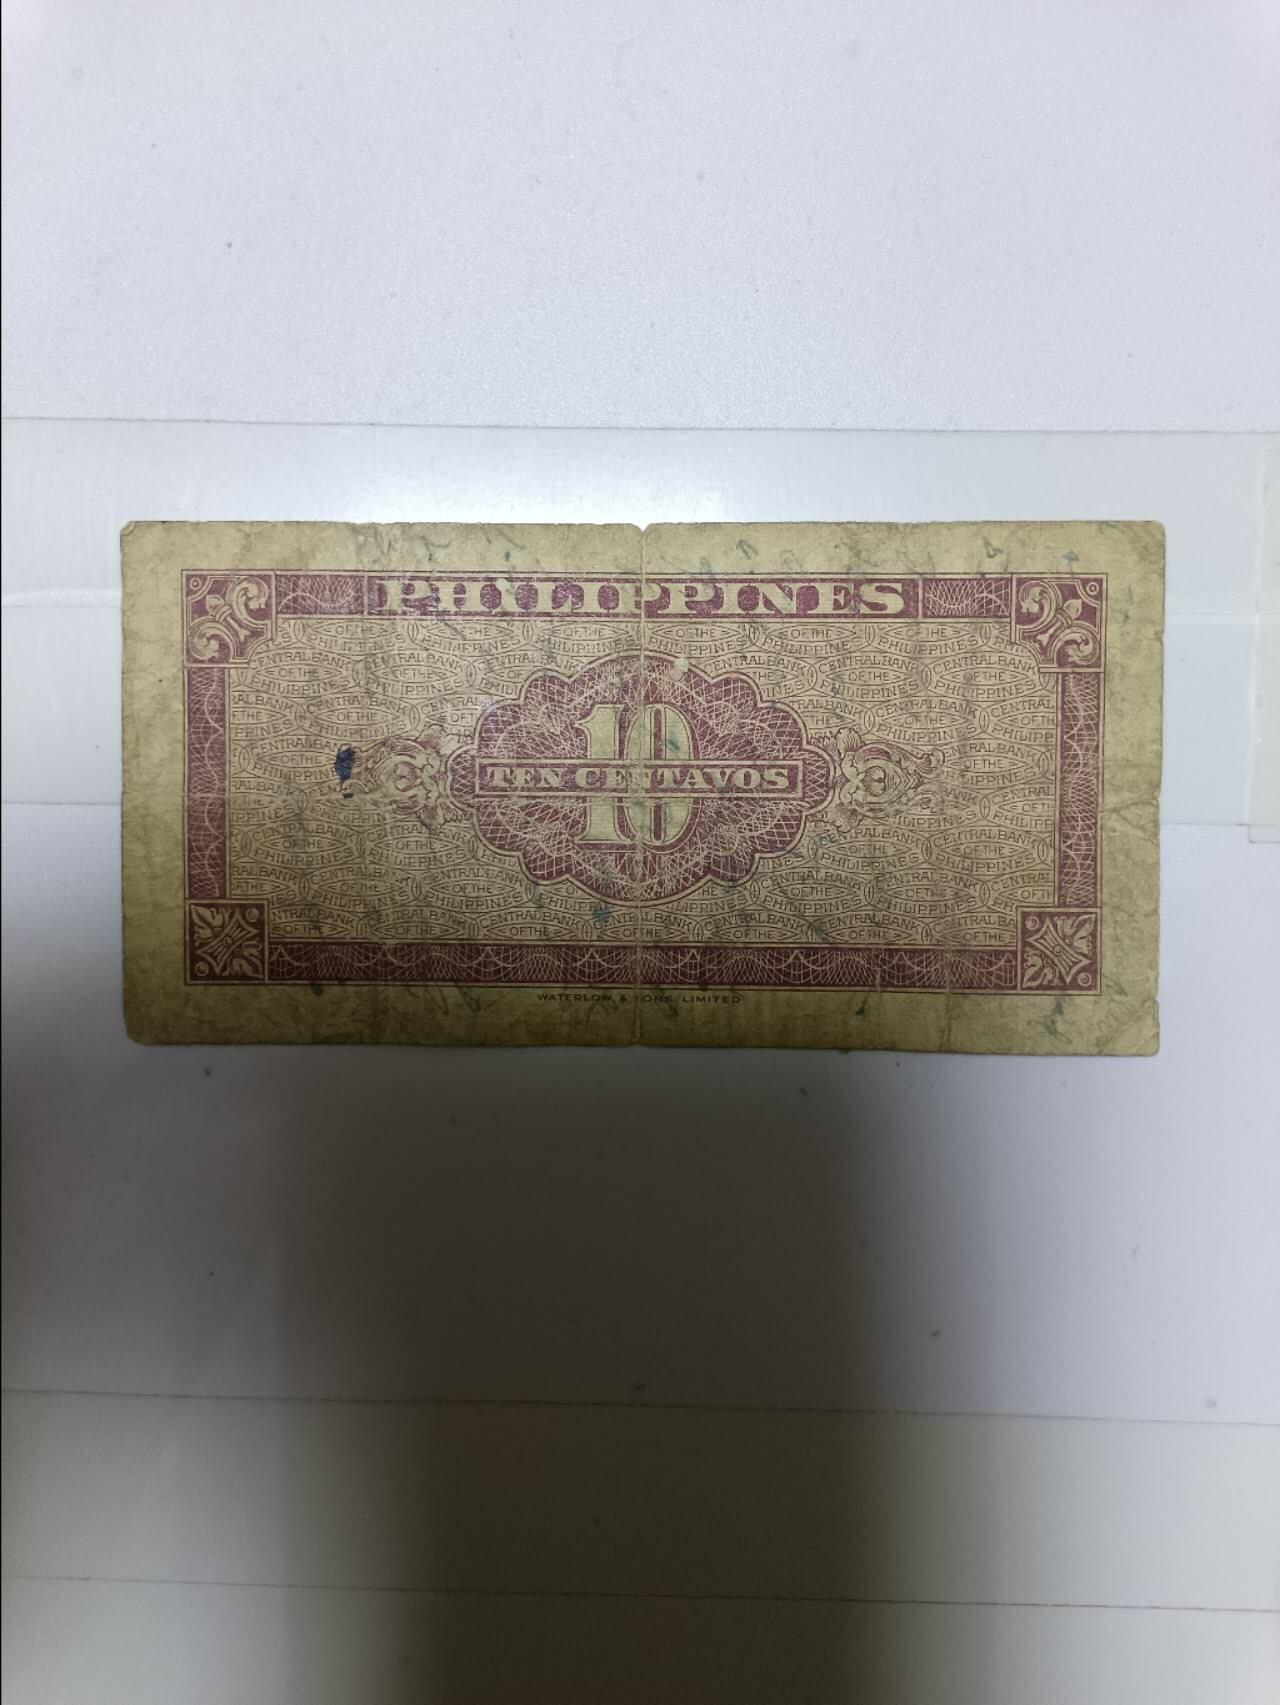 PHILIPPINES
CENTRAL BANK
OF THE
PHILIPPINES
10
TEN CENTAVOS
WATERLOW & SONS LIMITED